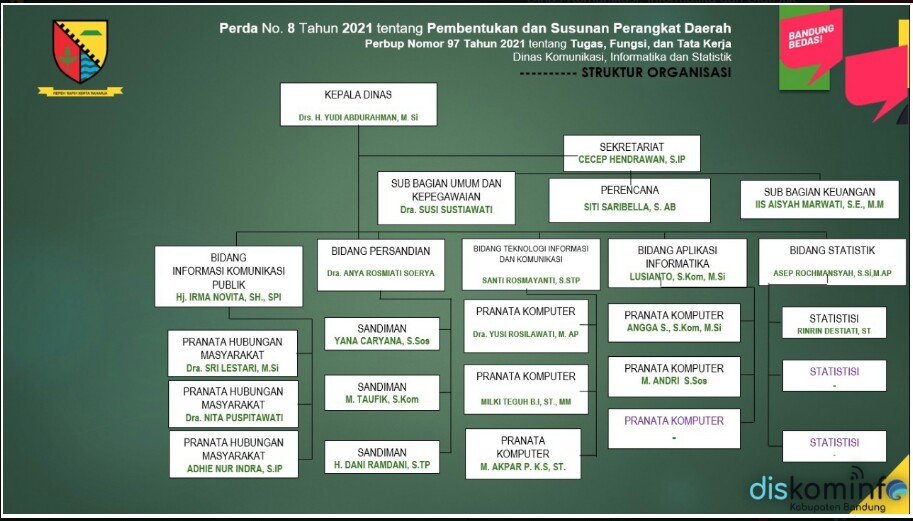 Perda No. 8 Tahun 2021 tentang Pembentukan dan Susunan Perangkat Daerah
Perbup Nomor 97 Tahun 2021 tentang Tugas, Fungsi, dan Tata Kerja
Dinas Komunikasi, Informatika dan Statistik
---------- STRUKTUR ORGANISASI
BANDUNG
BEDAS!
KEPALA DINAS
Drs. H. YUDI ABDURAHMAN, M. Si
SEKRETARIAT
CECEP HENDRAWAN, S.IP
SUB BAGIAN UMUM DAN
KEPEGAWAIAN
Dra. SUSI SUSTIAWATI
PERENCANA
SITI SARIBELLA, S. AB
SUB BAGIAN KEUANGAN
IIS AISYAH MARWATI, S.E., M.M
BIDANG
INFORMASI KOMUNIKASI
PUBLIK
Hj. IRMA NOVITA, SH., SPI
PRANATA HUBUNGAN
MASYARAKAT
Dra. SRI LESTARI, M.Si
PRANATA HUBUNGAN
MASYARAKAT
Dra. NITA PUSPITAWATI
PRANATA HUBUNGAN
MASYARAKAT
ADHIE NUR INDRA, S.IP
BIDANG PERSANDIAN
Dra. ANYA ROSMIATI SOERYA
SANDIMAN
YANA CARYANA, S.Sos
SANDIMAN
M. TAUFIK, S.Kom
SANDIMAN
H. DANI RAMDANI, S.TP
BIDANG TEKNOLOGI INFORMASI
DAN KOMUNIKASI
SANTI ROSMAYANTI, S.STP
PRANATA KOMPUTER
Dra. YUSI ROSILAWATI, M. AP
PRANATA KOMPUTER
MILKI TEGUH B.I, ST., MM
PRANATA
KOMPUTER
M. AKPAR P. K.S, ST.
BIDANG APLIKASI
INFORMATIKA
LUSIANTO, S.Kom, M.Si
PRANATA KOMPUTER
ANGGA S., S.Kom, M.Si
PRANATA KOMPUTER
M. ANDRI S.Sos
PRANATA KOMPUTER
-
BIDANG STATISTIK
ASEP ROCHMANSYAH, S.Si,M.AP
STATISTISI
RINRIN DESTIATI, ST
STATISTISI
-
STATISTISI
-
diskominfo
Kabupaten Bandung